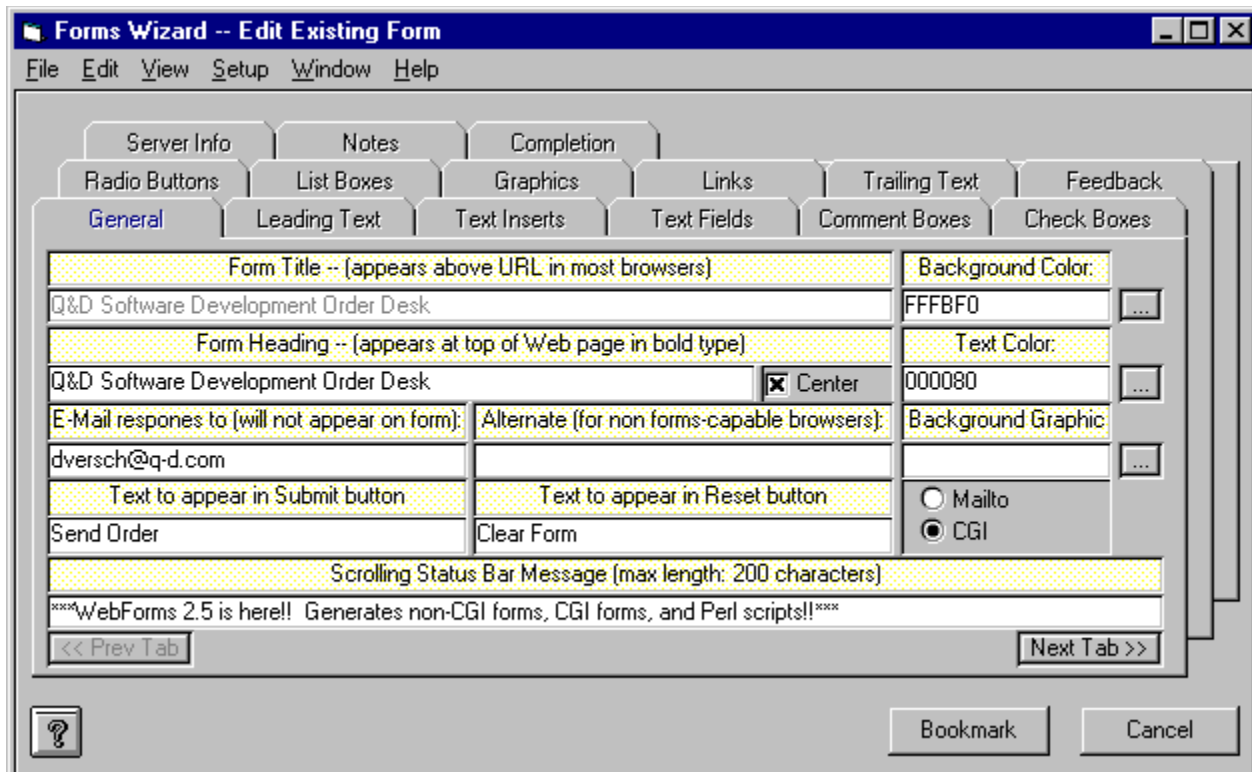 Forms Wizard -- Edit Existing Form
File Edit View Setup Window Help
Server Info Notes Completion
Radio Buttons List Boxes Graphics Links Trailing Text Feedback
General Leading Text Text Inserts Text Fields Comment Boxes Check Boxes
Form Title -- (appears above URL in most browsers) Background Color:
Q&D Software Development Order Desk FFFBF0 ...
Form Heading -- (appears at top of Web page in bold type) Text Color:
Q&D Software Development Order Desk Center 000080 ...
E-Mail respones to (will not appear on form): Alternate (for non forms-capable browsers): Background Graphic
dversch@q-d.com ...
Text to appear in Submit button Text to appear in Reset button Mailto
Send Order Clear Form CGI
Scrolling Status Bar Message (max length: 200 characters)
***WebForms 2.5 is here!!  Generates non-CGI forms, CGI forms, and Perl scripts!!***
<< Prev Tab Next Tab >>
? Bookmark Cancel